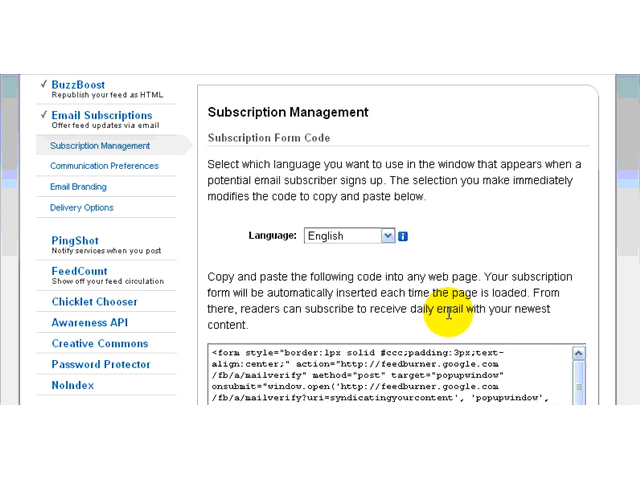 BuzzBoost
Republish your feed as HTML
Email Subscriptions
Offer feed updates via email
Subscription Management
Communication Preferences
Email Branding
Delivery Options
PingShot
Notify services when you post
FeedCount
Show off your feed circulation
Chicklet Chooser
Awareness API
Creative Commons
Password Protector
NoIndex
Subscription Management
Subscription Form Code
Select which language you want to use in the window that appears when a
potential email subscriber signs up. The selection you make immediately
modifies the code to copy and paste below.
Language: English
Copy and paste the following code into any web page. Your subscription
form will be automatically inserted each time the page is loaded. From
there, readers can subscribe to receive daily email with your newest
content.
<form style="border:1px solid #ccc;padding:3px;text-
align:center;" action="http://feedburner.google.com
/fb/a/mailverify" method="post" target="popupwindow"
onsubmit="window.open('http://feedburner.google.com
/fb/a/mailverify?uri=syndicatingyourcontent', 'popupwindow',